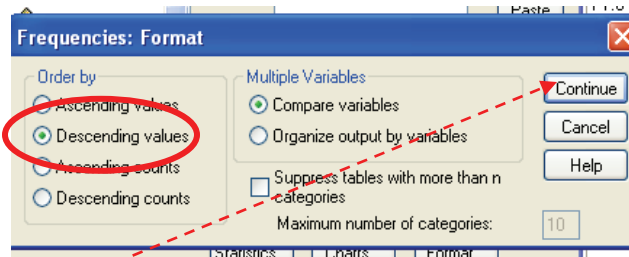 Paste
Frequencies: Format
Order by
Ascending values
Descending values
Ascending counts
Descending counts
Multiple Variables
Compare variables
Organize output by variables
Suppress tables with more than n
categories
Maximum number of categories:
10
Continue
Cancel
Help
Statistics
Charts
Format